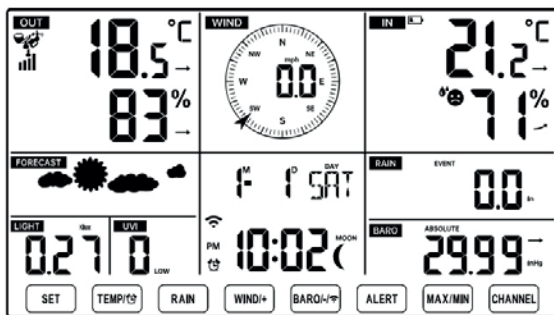 OUT
18.5 °C
83%
WIND
N
NW NE
mph
W 0.0 E
SW SE
S
IN
21.2 °C
71%
FORECAST
LIGHT Klux
0.27
UVI
0 LOW
M D DAY
1- 1 SAT
PM 10:02 MOON
RAIN EVENT
0.0 in
BARO ABSOLUTE
29.99 inHg
SET TEMP/ RAIN WIND/+ BARO/-/ ALERT MAX/MIN CHANNEL